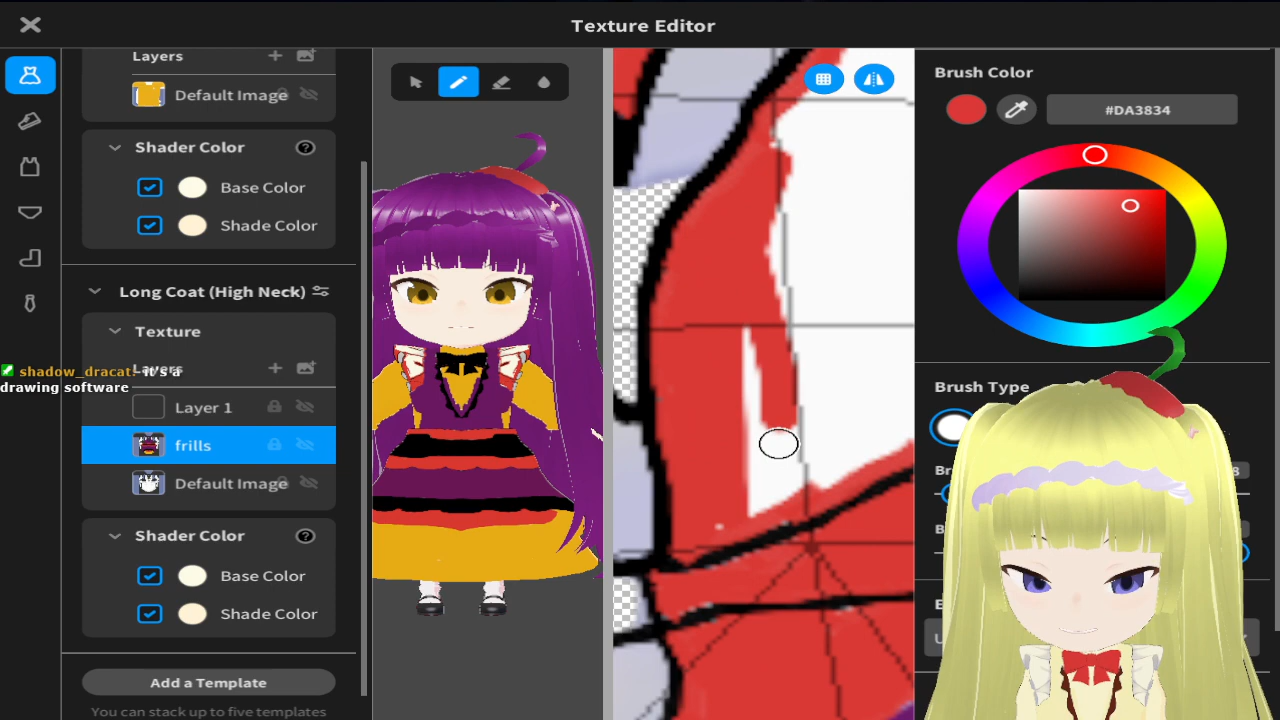 Texture Editor
Layers
Default Image
Shader Color
Base Color
Shade Color
Long Coat (High Neck)
Texture
Layers
shadow_dracat: it's a
drawing software
Layer 1
frills
Default Image
Shader Color
Base Color
Shade Color
Add a Template
You can stack up to five templates
Brush Color
#DA3834
Brush Type